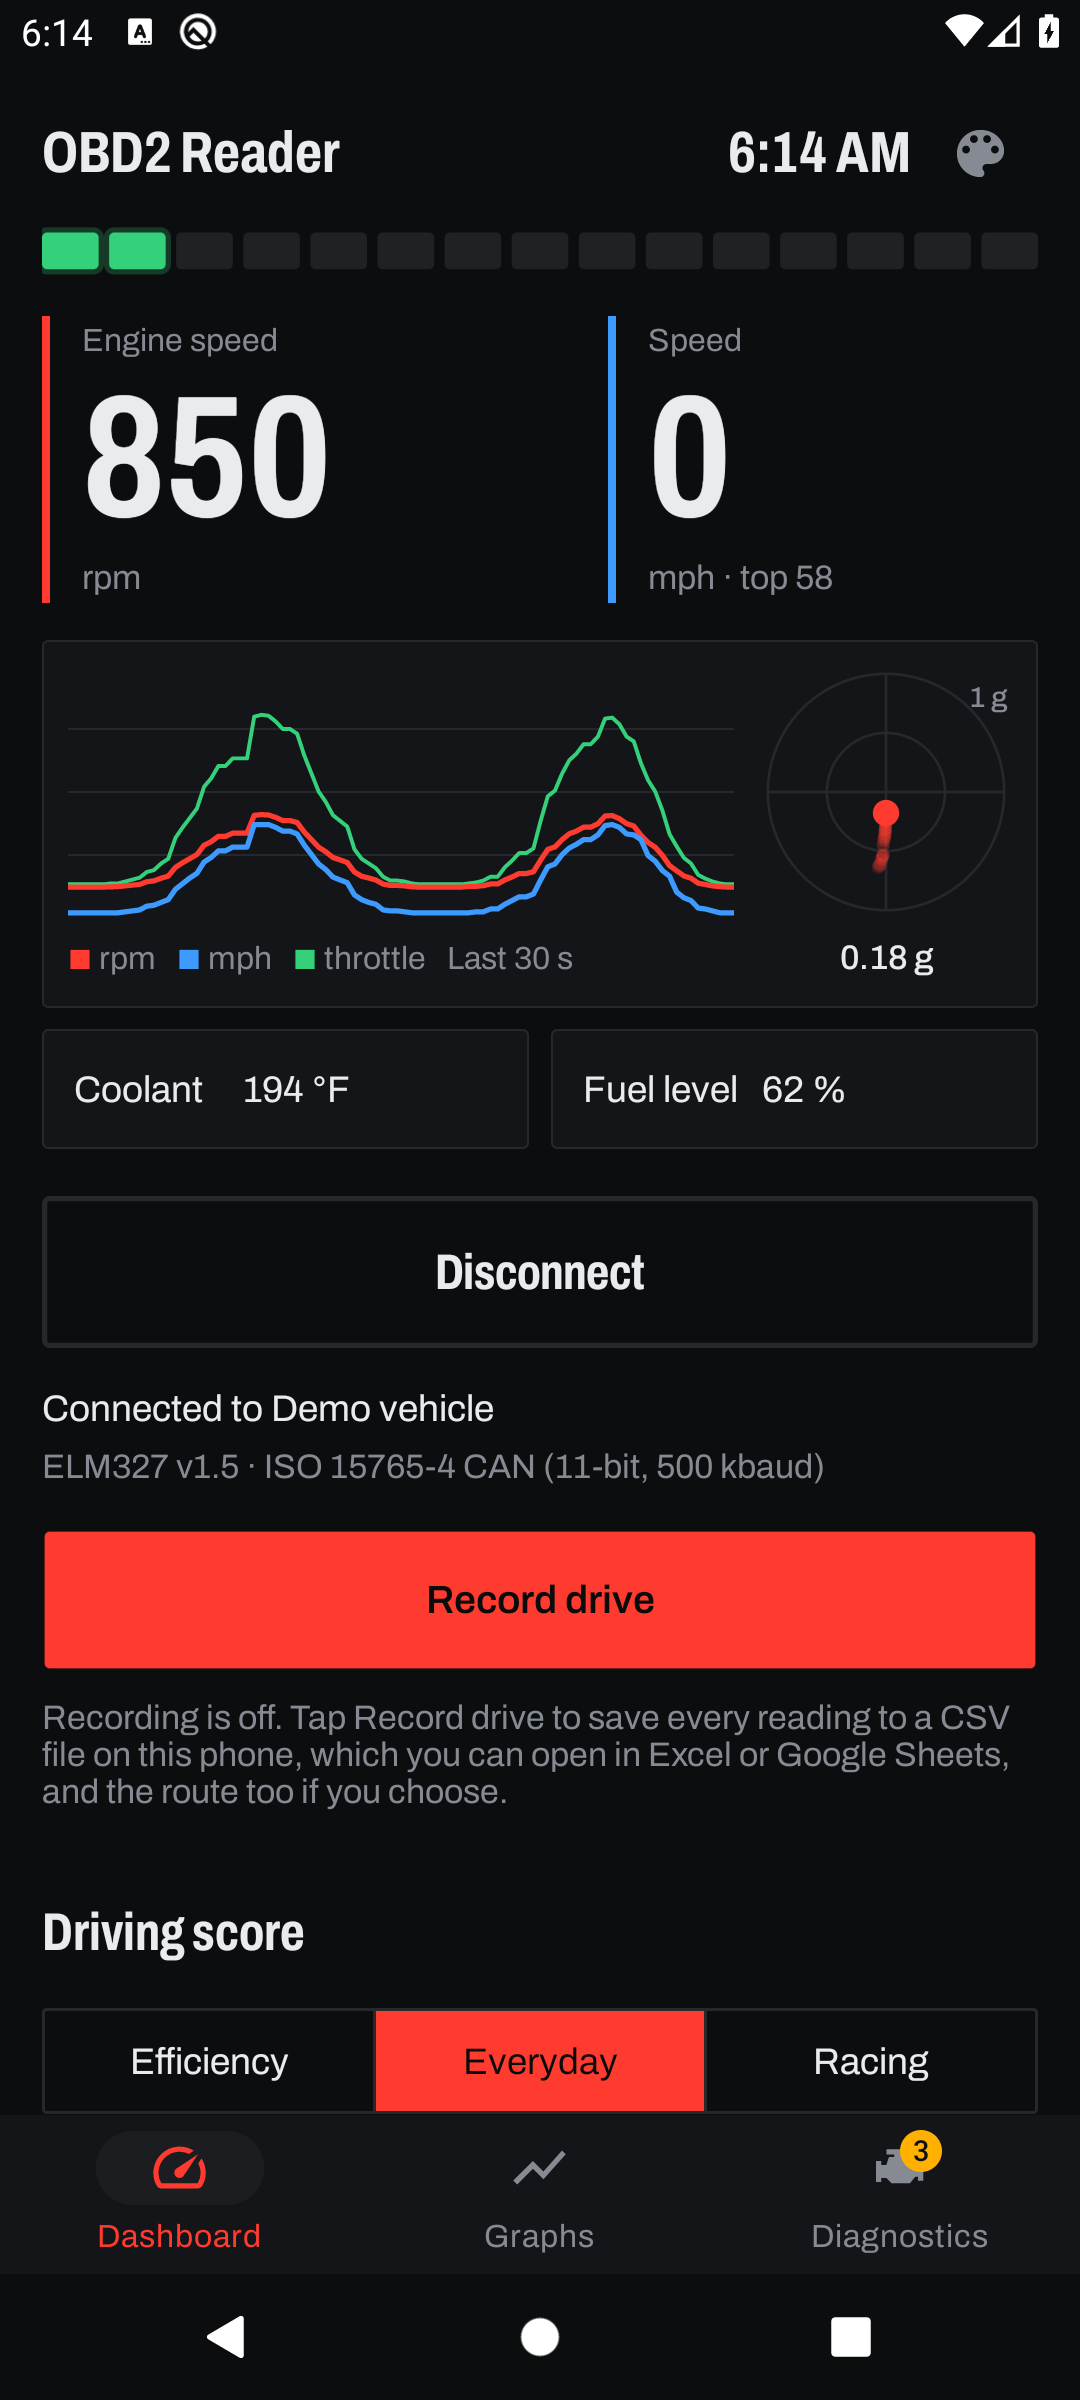 6:14
OBD2 Reader 6:14 AM
Engine speed
850
rpm
Speed
0
mph · top 58
1 g
rpm mph throttle Last 30 s
0.18 g
Coolant 194 °F
Fuel level 62 %
Disconnect
Connected to Demo vehicle
ELM327 v1.5 · ISO 15765-4 CAN (11-bit, 500 kbaud)
Record drive
Recording is off. Tap Record drive to save every reading to a CSV
file on this phone, which you can open in Excel or Google Sheets,
and the route too if you choose.
Driving score
Efficiency Everyday Racing
3
Dashboard Graphs Diagnostics